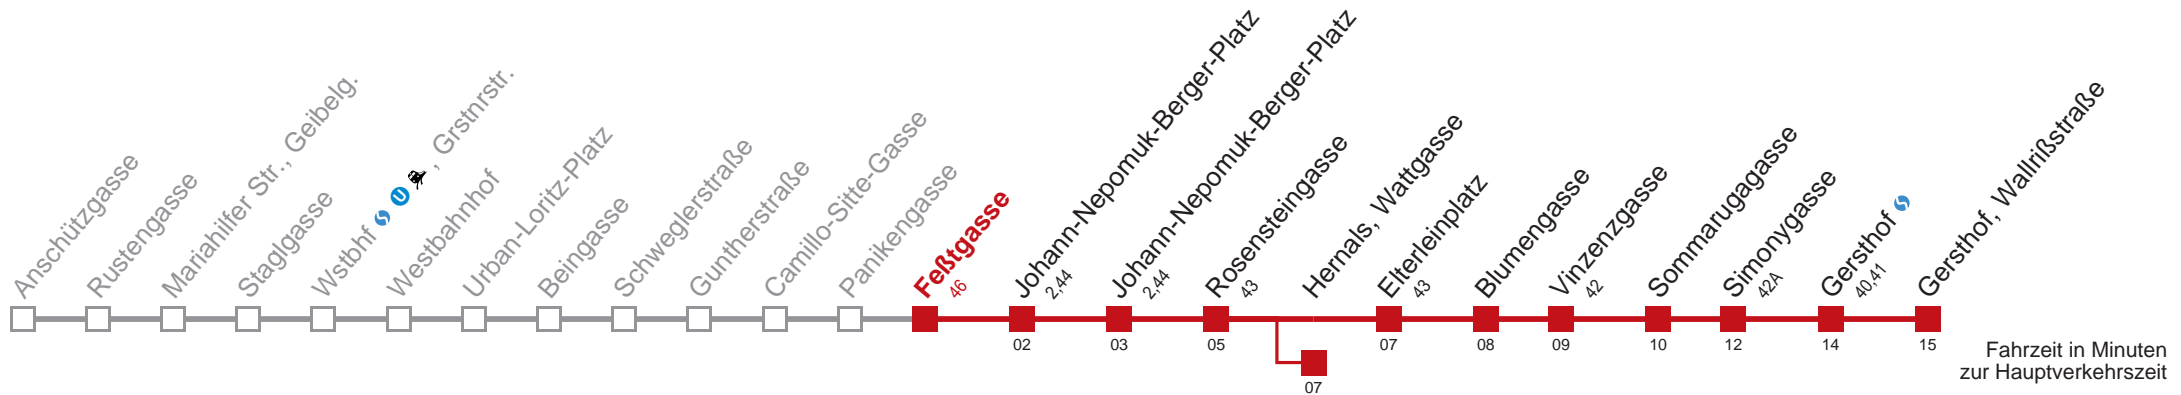 Anschützgasse
Rustengasse
Mariahilfer Str., Geibelg.
Staglgasse
Wstbhf S U , Grstnrstr.
Westbahnhof
Urban-Loritz-Platz
Beingasse
Schweglerstraße
Guntherstraße
Camillo-Sitte-Gasse
Panikengasse
Feßtgasse
46
Johann-Nepomuk-Berger-Platz
2,44
02
Johann-Nepomuk-Berger-Platz
2,44
03
Rosensteingasse
43
05
Hernals, Wattgasse
07
Elterleinplatz
43
07
Blumengasse
08
Vinzenzgasse
42
09
Sommarugagasse
10
Simonygasse
42A
12
Gersthof S
40,41
14
Gersthof, Wallrißstraße
15
Fahrzeit in Minuten
zur Hauptverkehrszeit